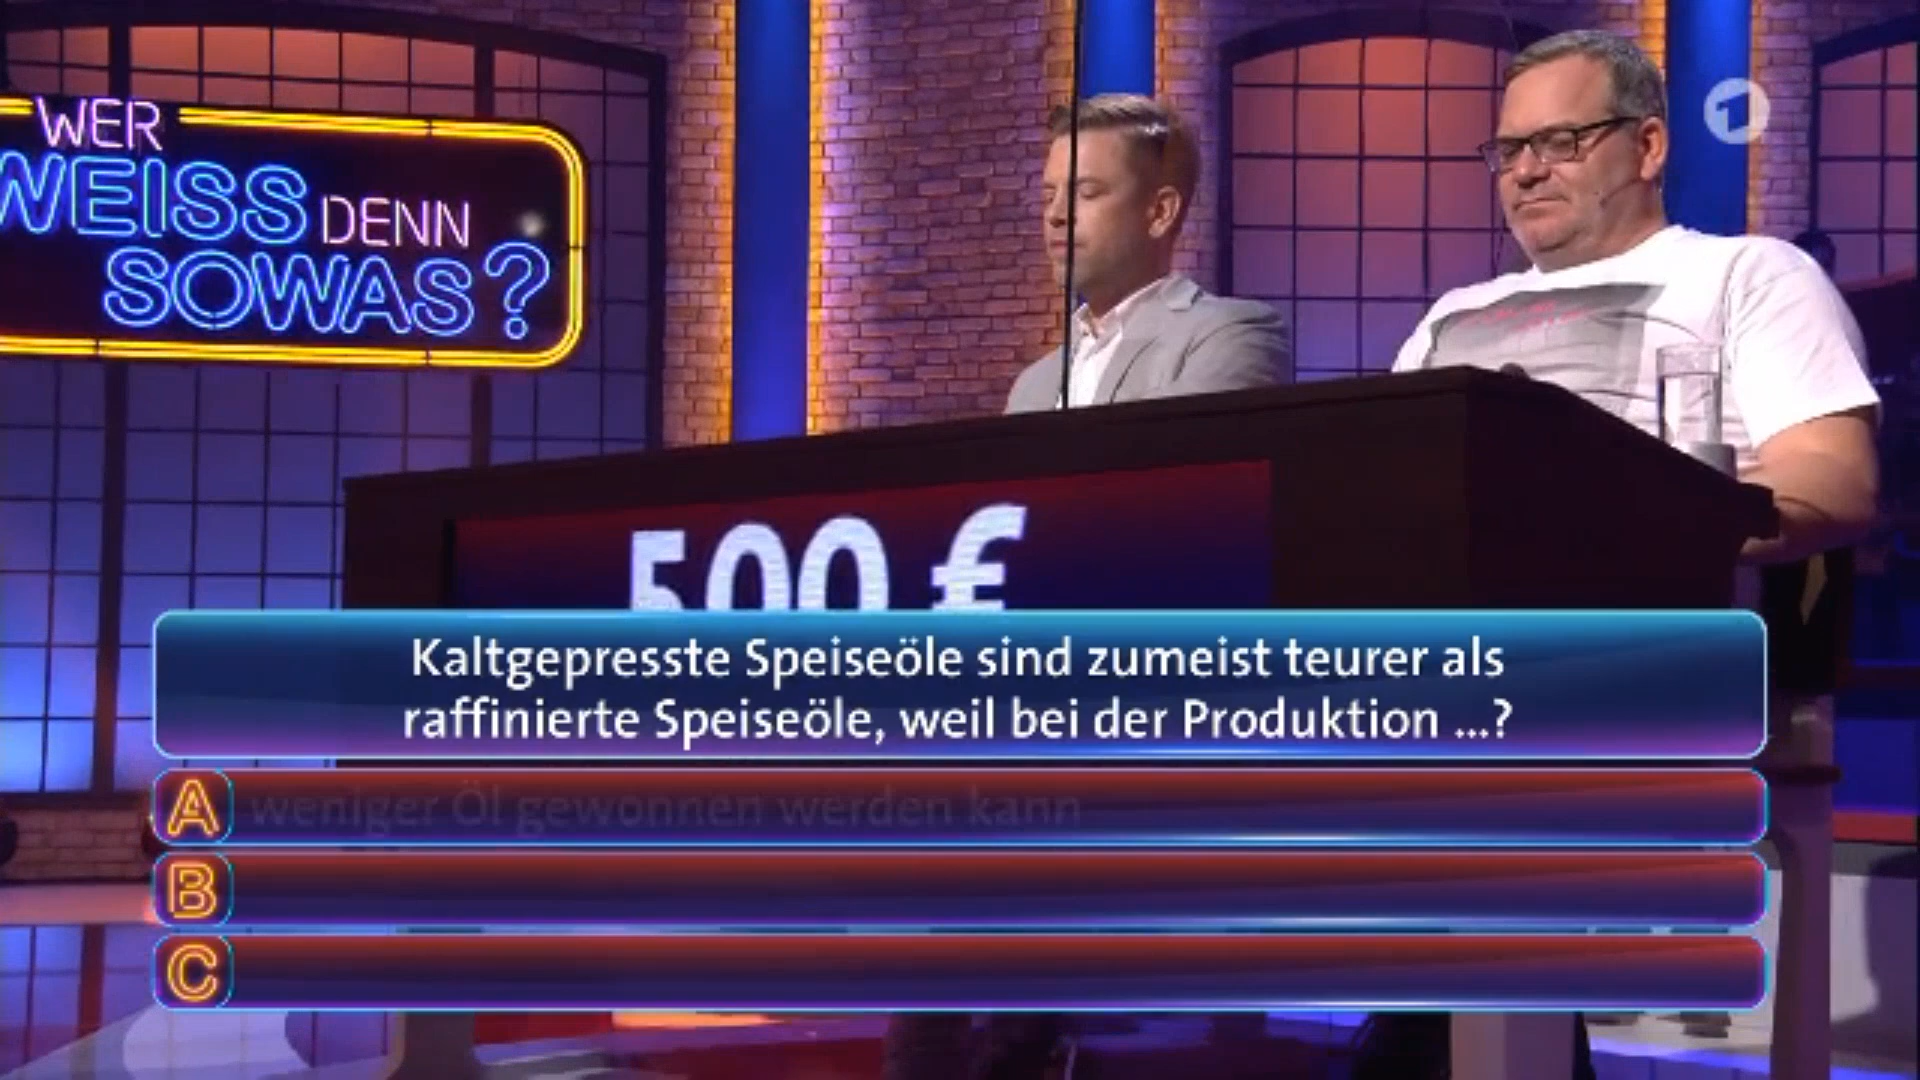 WER
WEISS DENN
SOWAS?
500 €
Kaltgepresste Speiseöle sind zumeist teurer als
raffinierte Speiseöle, weil bei der Produktion ...?
A weniger Öl gewonnen werden kann
B
C